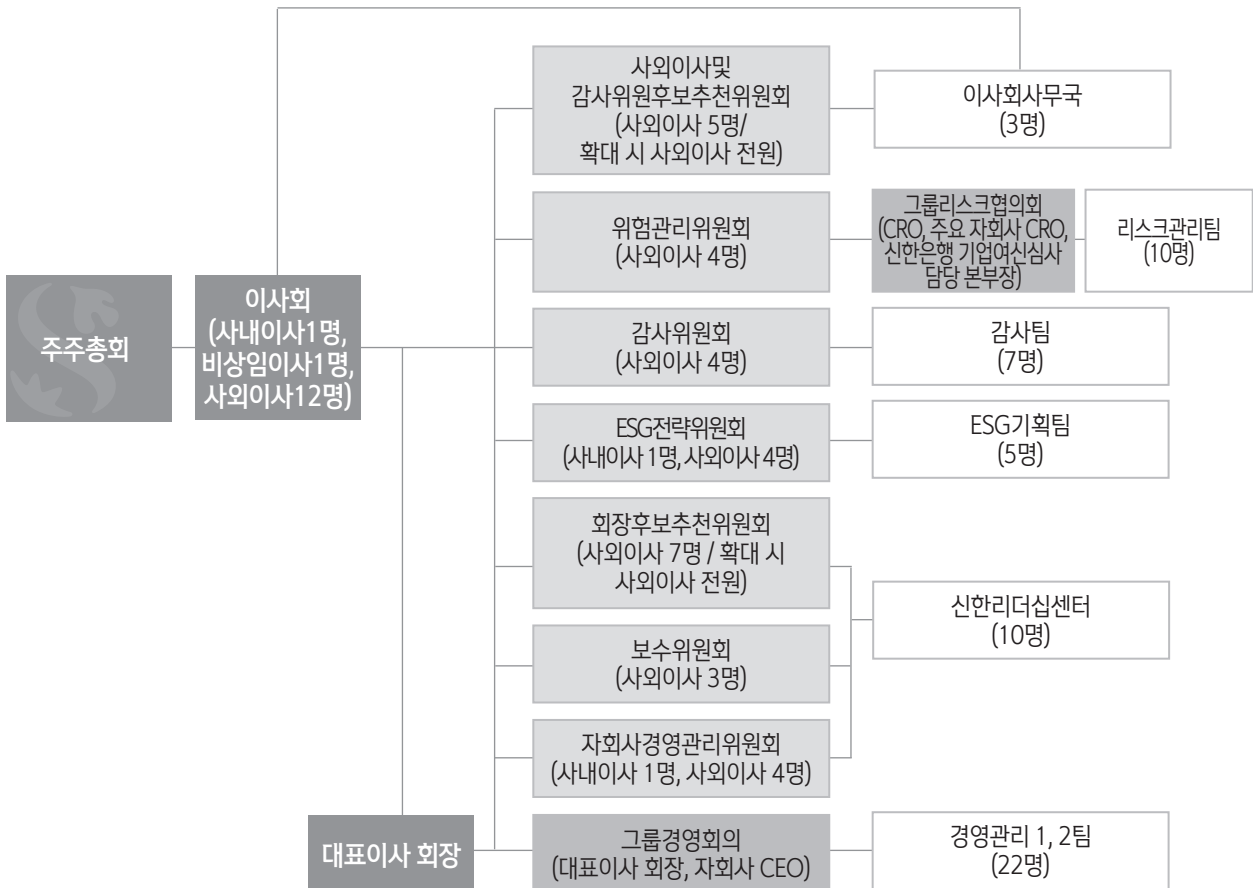 주주총회
이사회
(사내이사1명,
비상임이사1명,
사외이사12명)
대표이사 회장
사외이사및
감사위원후보추천위원회
(사외이사 5명/
확대 시 사외이사 전원)
이사회사무국
(3명)
위험관리위원회
(사외이사 4명)
그룹리스크협의회
(CRO, 주요 자회사 CRO,
신한은행 기업여신심사
담당 본부장)
리스크관리팀
(10명)
감사위원회
(사외이사 4명)
감사팀
(7명)
ESG전략위원회
(사내이사 1명, 사외이사 4명)
ESG기획팀
(5명)
회장후보추천위원회
(사외이사 7명 / 확대 시
사외이사 전원)
보수위원회
(사외이사 3명)
자회사경영관리위원회
(사내이사 1명, 사외이사 4명)
신한리더십센터
(10명)
그룹경영회의
(대표이사 회장, 자회사 CEO)
경영관리 1, 2팀
(22명)